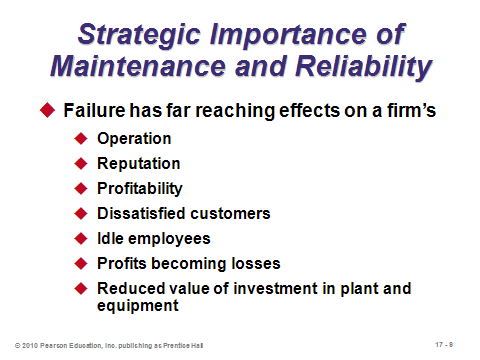 Strategic Importance of
Maintenance and Reliability
Failure has far reaching effects on a firm's
Operation
Reputation
Profitability
Dissatisfied customers
Idle employees
Profits becoming losses
Reduced value of investment in plant and
equipment
© 2010 Pearson Education, Inc. publishing as Prentice Hall
17 - 9